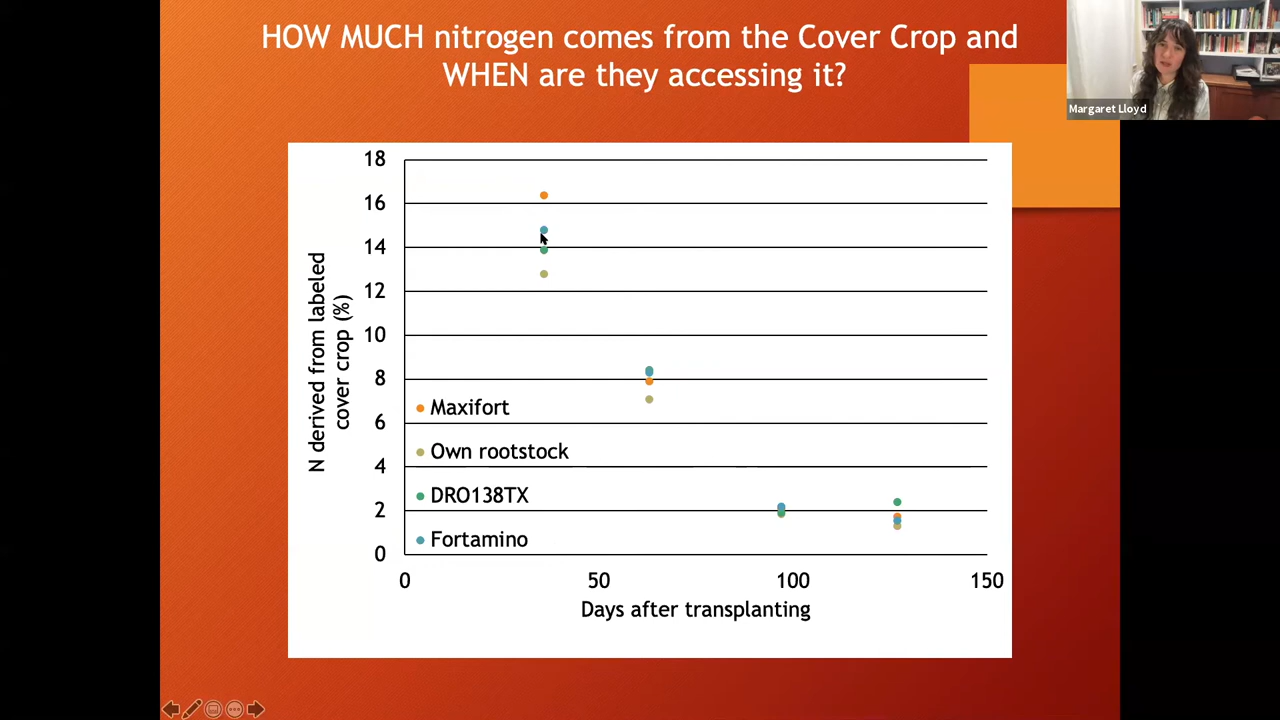 HOW MUCH nitrogen comes from the Cover Crop and
WHEN are they accessing it?
Margaret Lloyd
18
16
14
12
10
8
6
4
2
0
N derived from labeled
cover crop (%)
Maxifort
Own rootstock
DRO138TX
Fortamino
0 50 100 150
Days after transplanting